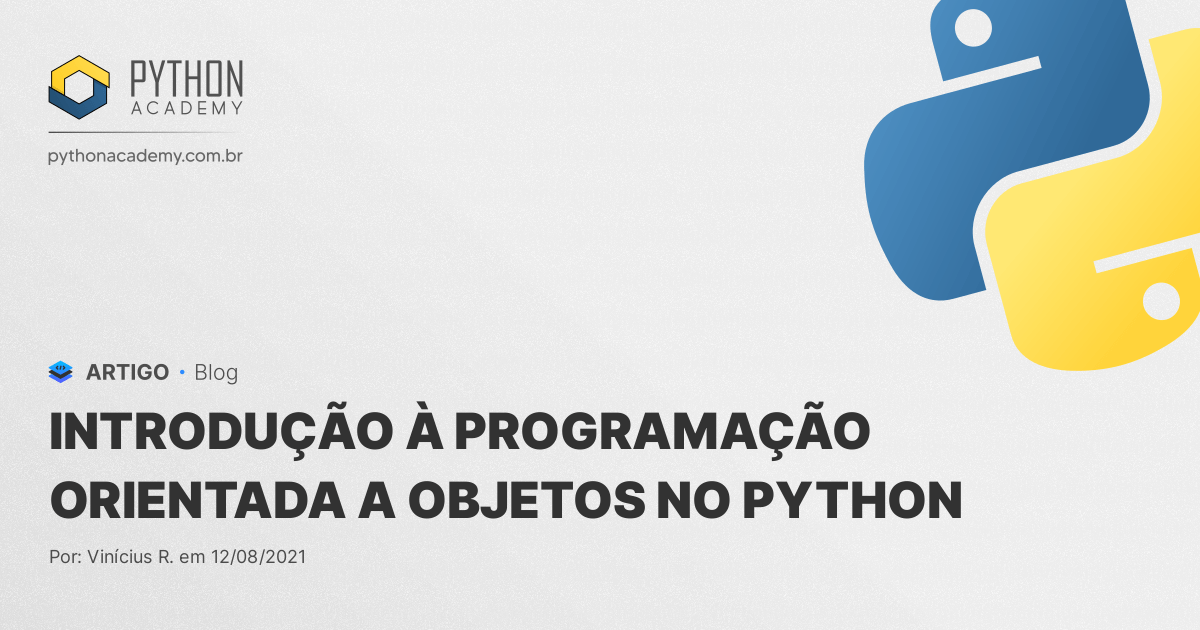 PYTHON
ACADEMY
pythonacademy.com.br
ARTIGO • Blog
INTRODUÇÃO À PROGRAMAÇÃO
ORIENTADA A OBJETOS NO PYTHON
Por: Vinícius R. em 12/08/2021